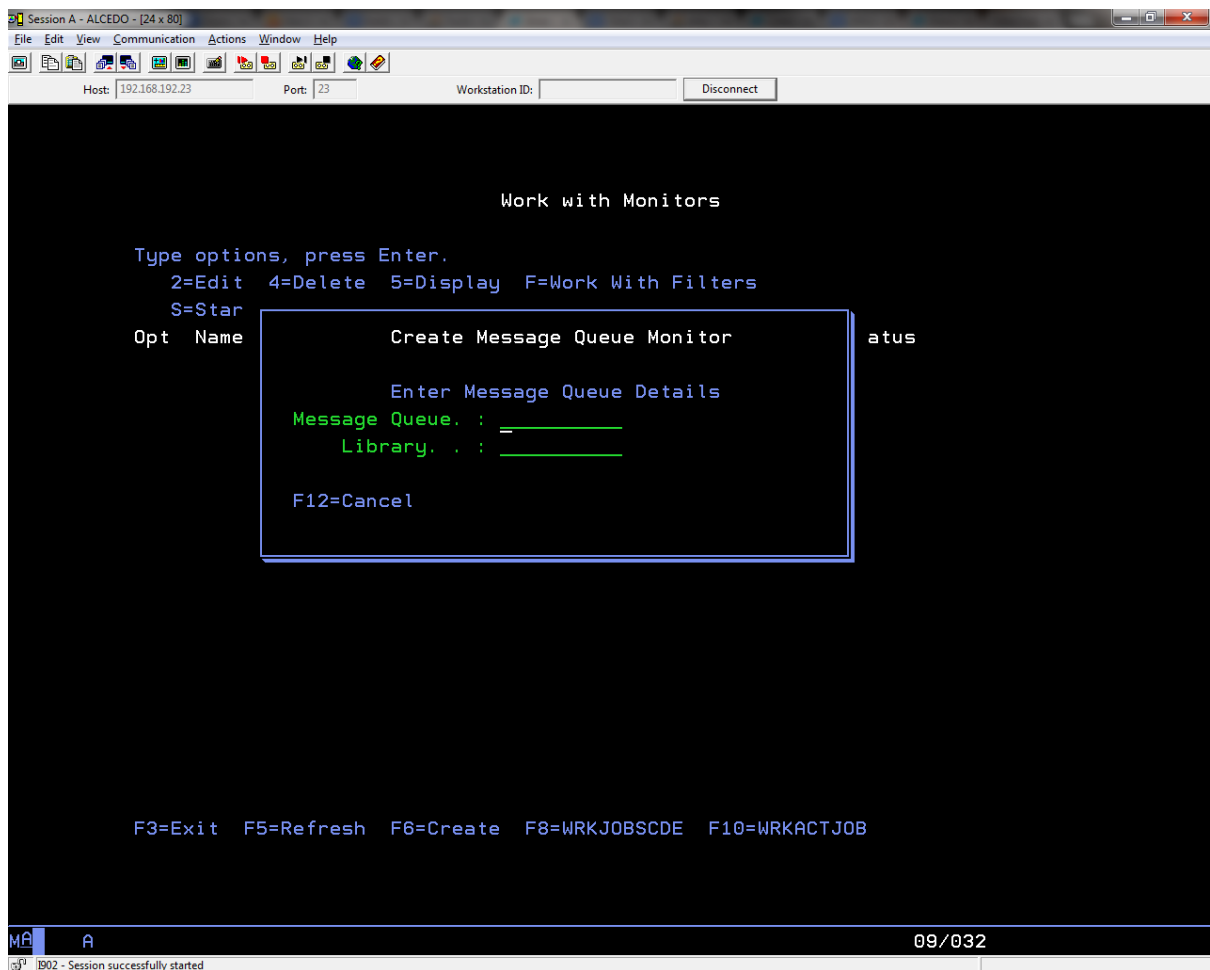 Session A - ALCEDO - [24 x 80]
File Edit View Communication Actions Window Help
Host: 192.168.192.23 Port: 23 Workstation ID: Disconnect
Work with Monitors
Type options, press Enter.
2=Edit 4=Delete 5=Display F=Work With Filters
S=Star
Opt Name Create Message Queue Monitor atus
Enter Message Queue Details
Message Queue. :
Library. . :
F12=Cancel
F3=Exit F5=Refresh F6=Create F8=WRKJOBSCDE F10=WRKACTJOB
MA A 09/032
I902 - Session successfully started